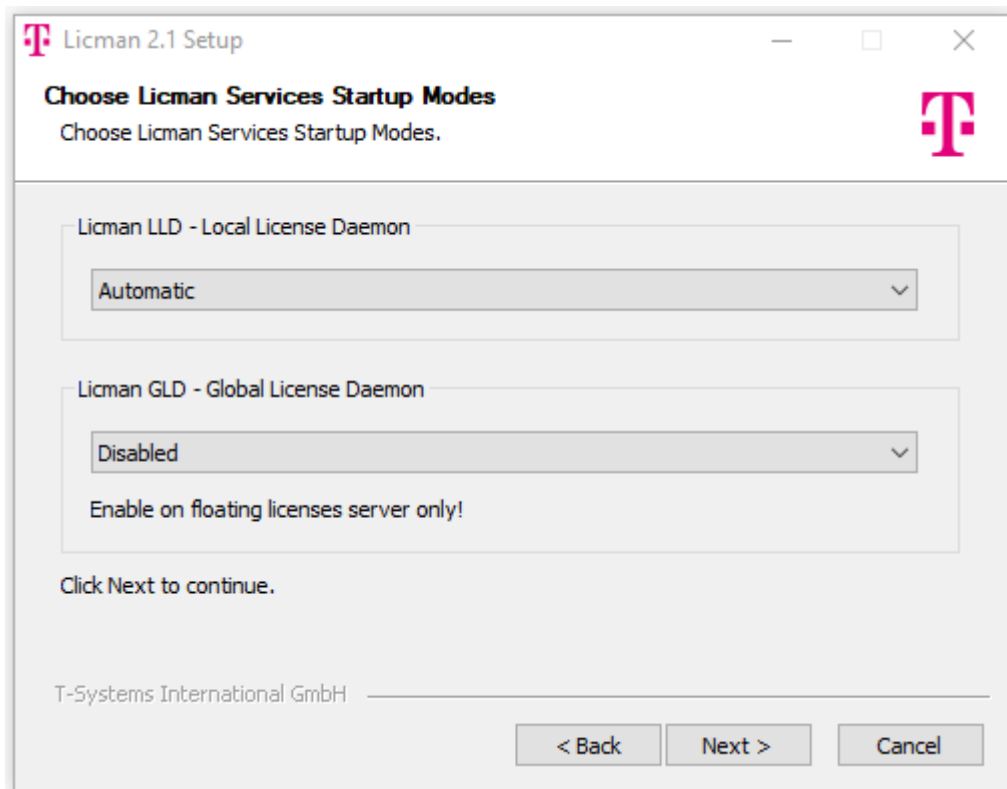 Licman 2.1 Setup
Choose Licman Services Startup Modes
Choose Licman Services Startup Modes.
Licman LLD - Local License Daemon
Automatic
Licman GLD - Global License Daemon
Disabled
Enable on floating licenses server only!
Click Next to continue.
T-Systems International GmbH
< Back Next > Cancel